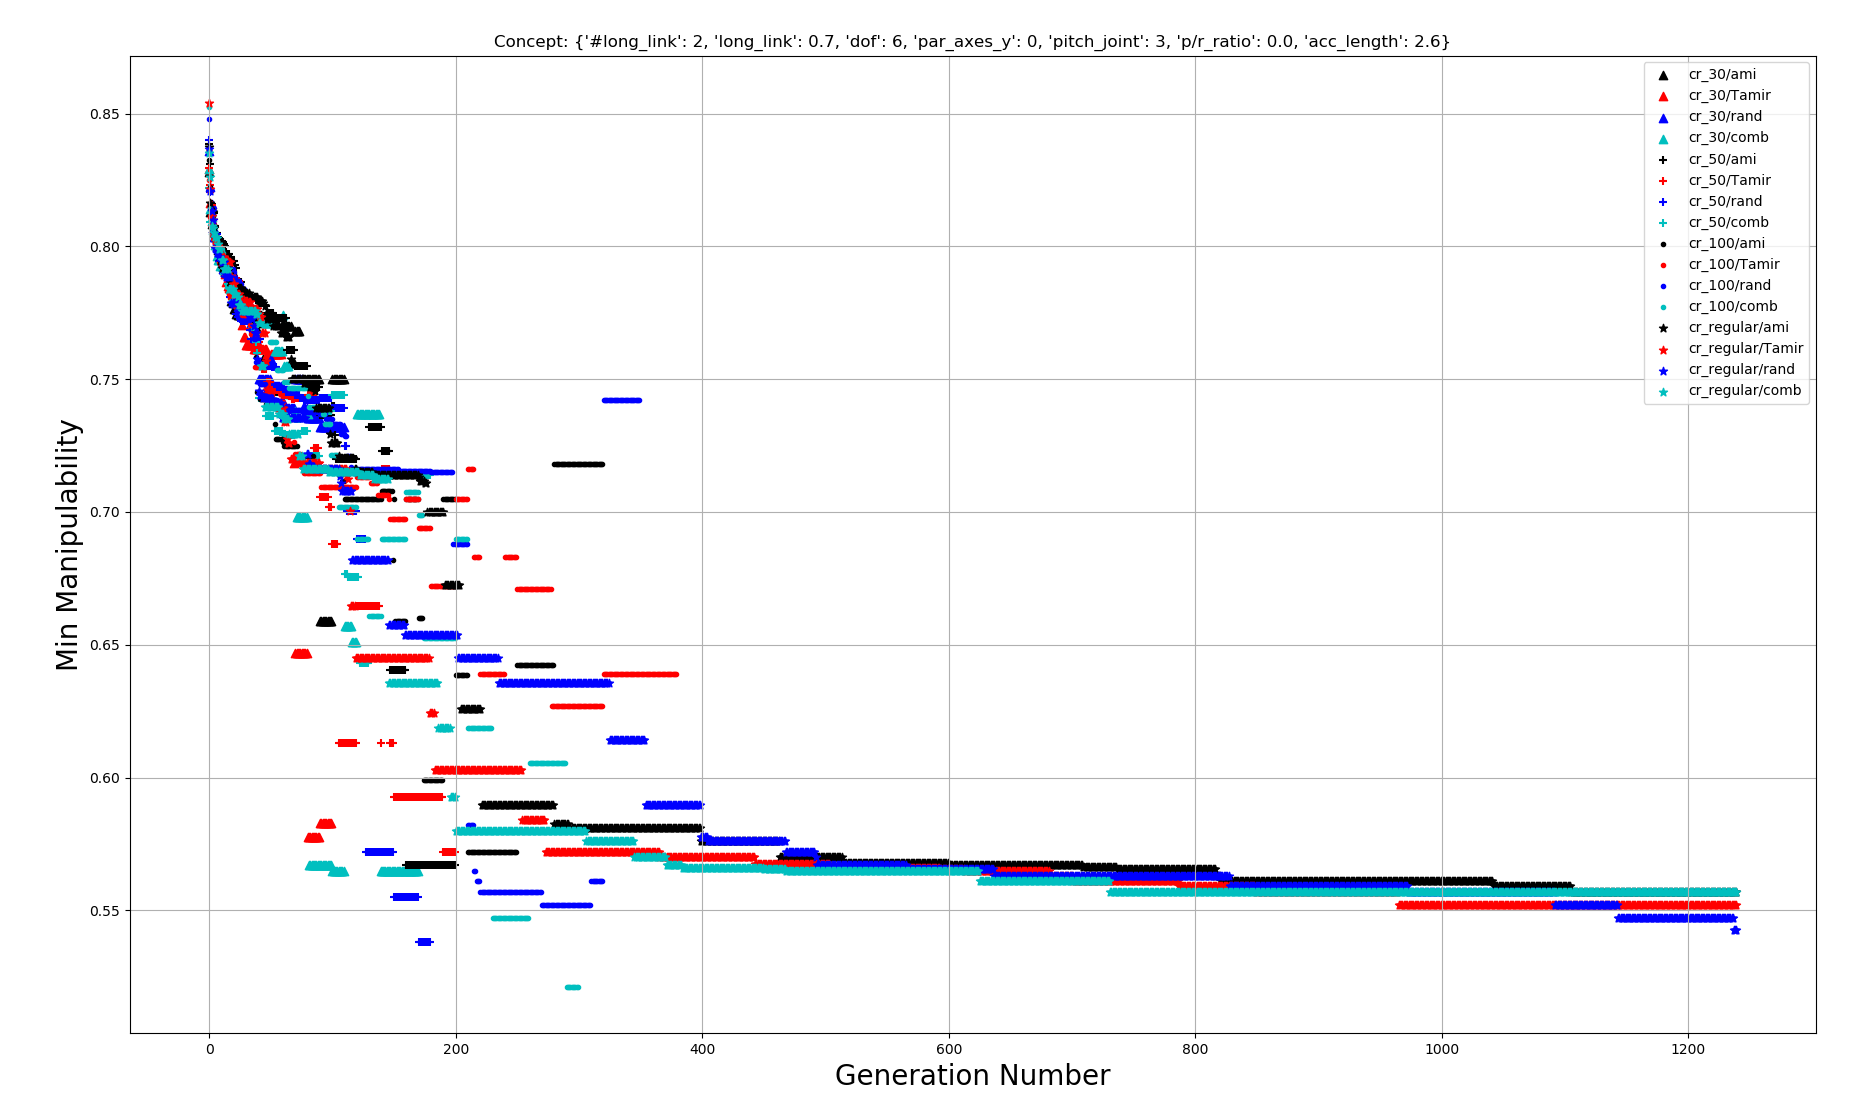 Concept: {'#long_link': 2, 'long_link': 0.7, 'dof': 6, 'par_axes_y': 0, 'pitch_joint': 3, 'p/r_ratio': 0.0, 'acc_length': 2.6}
cr_30/ami
cr_30/Tamir
cr_30/rand
cr_30/comb
cr_50/ami
cr_50/Tamir
cr_50/rand
cr_50/comb
cr_100/ami
cr_100/Tamir
cr_100/rand
cr_100/comb
cr_regular/ami
cr_regular/Tamir
cr_regular/rand
cr_regular/comb
Min Manipulability
0.85
0.80
0.75
0.70
0.65
0.60
0.55
0 200 400 600 800 1000 1200
Generation Number